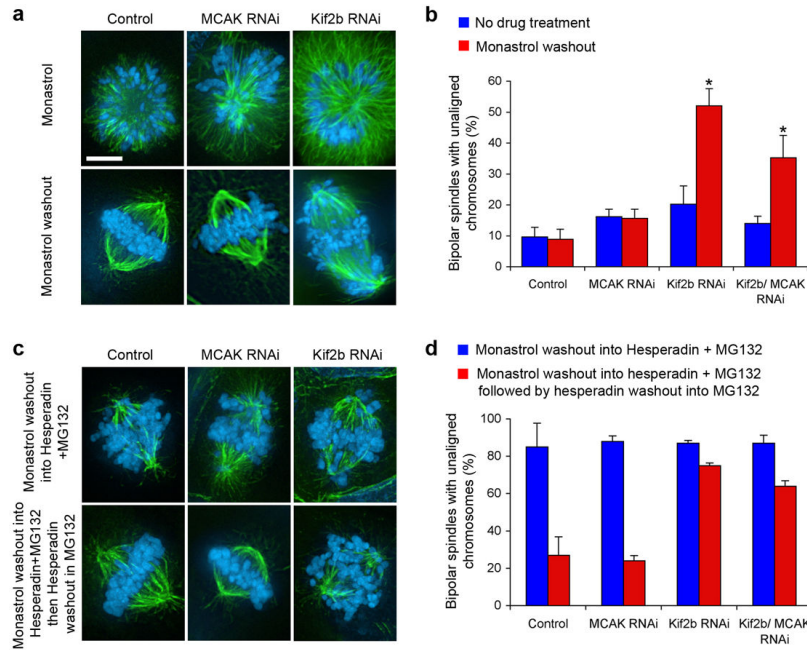 a
Control
MCAK RNAi
Kif2b RNAi
Monastrol
Monastrol washout
b
No drug treatment
Monastrol washout
Bipolar spindles with unaligned
chromosomes (%)
60
50
40
30
20
10
0
*
*
Control
MCAK RNAi
Kif2b RNAi
Kif2b/ MCAK
RNAi
c
Control
MCAK RNAi
Kif2b RNAi
Monastrol washout
into Hesperadin
+MG132
Monastrol washout into
Hesperadin+MG132
then Hesperadin
washout in MG132
d
Monastrol washout into Hesperadin + MG132
Monastrol washout into hesperadin + MG132
followed by hesperadin washout into MG132
Bipolar spindles with unaligned
chromosomes (%)
100
80
60
40
20
0
Control
MCAK RNAi
Kif2b RNAi
Kif2b/ MCAK
RNAi